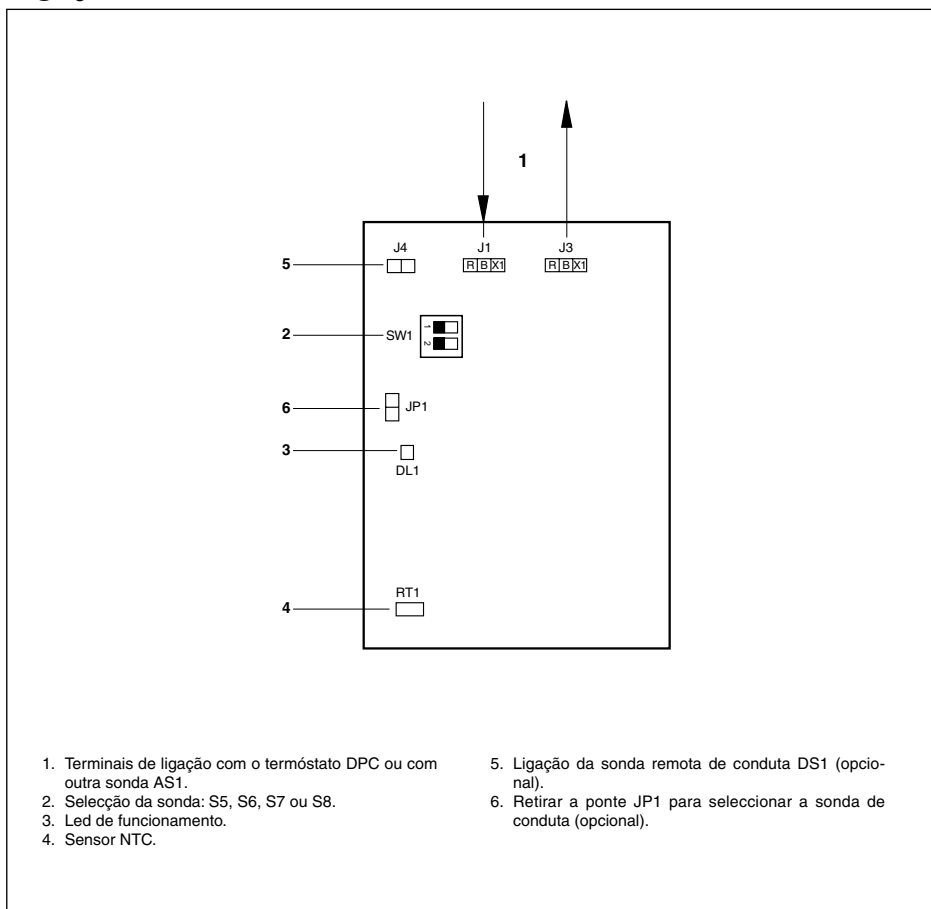 1
J4 J1 J3
5 R B X1 R B X1
2 SW1 1
2
6 JP1
3
DL1
RT1
4
1. Terminais de ligação com o termóstato DPC ou com
outra sonda AS1.
2. Selecção da sonda: S5, S6, S7 ou S8.
3. Led de funcionamento.
4. Sensor NTC.
5. Ligação da sonda remota de conduta DS1 (opcio-
nal).
6. Retirar a ponte JP1 para seleccionar a sonda de
conduta (opcional).